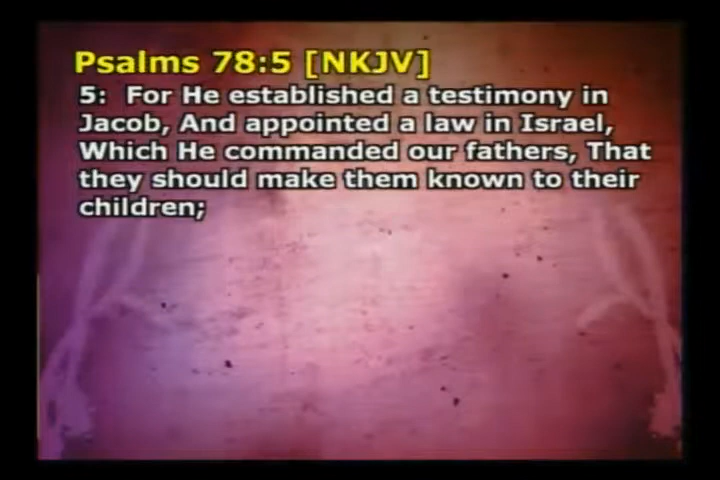 Psalms 78:5 [NKJV]
5: For He established a testimony in
Jacob, And appointed a law in Israel,
Which He commanded our fathers, That
they should make them known to their
children;